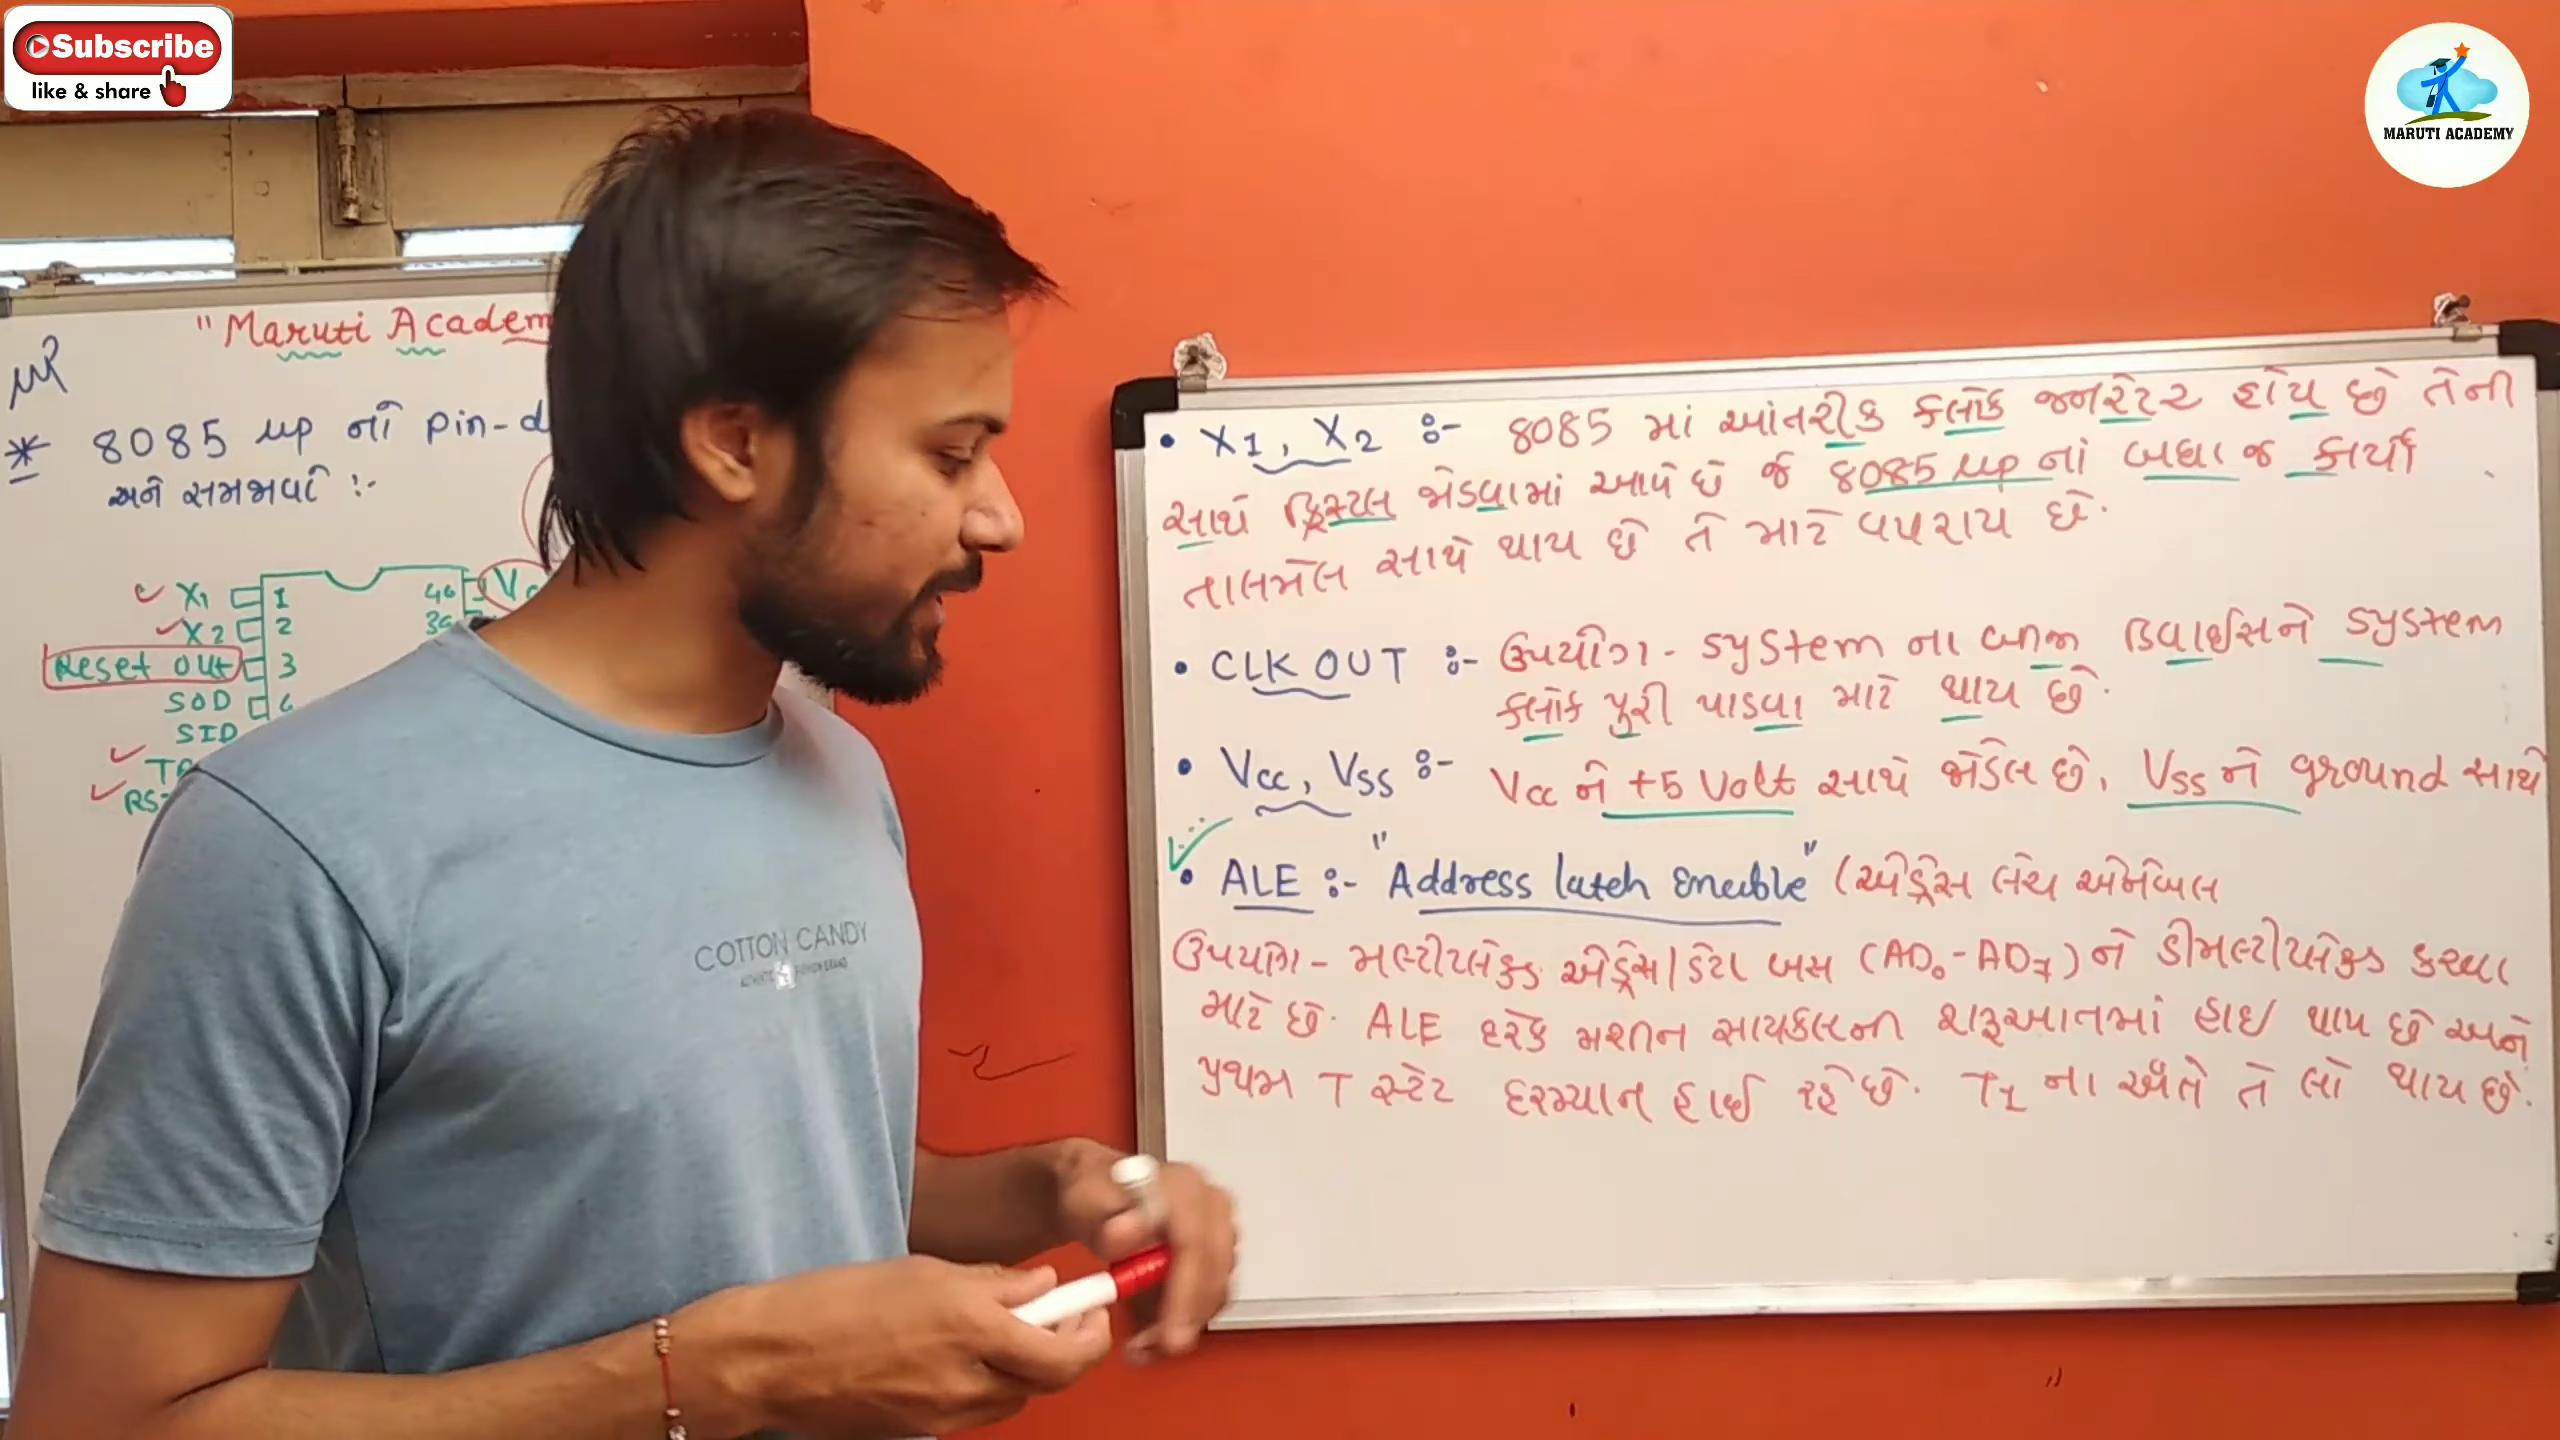 Subscribe
like & share
MARUTI ACADEMY
"Maruti Academ
* 8085 μp નો Pin-d
અને સમજાવો :-
X1 1
X2 2
Reset out 3
SOD
SID
40 Vc
COTTON CANDY
• X1, X2 :- 8085 માં આંતરીક ક્લોક જનરેટર હોય છે તેની
સાથે ક્રિસ્ટલ જોડવામાં આવે છે જે 8085 μp નાં બધા જ કાર્યો
તાલમેલ સાથે થાય છે તે માટે વપરાય છે.
• CLK OUT :- ઉપયોગ - System ના બીજા ડિવાઈસને System
ક્લોક પુરી પાડવા માટે થાય છે.
• Vcc, Vss :- Vcc ને +5 Volt સાથે જોડેલ છે, Vss ને ground સાથે
• ALE :- "Address latch Enable" (એડ્રેસ લેચ એનેબલ
ઉપયોગ - મલ્ટીપ્લેક્ડ એડ્રેસ/ડેટા બસ (AD0 - AD7) ને ડીમલ્ટીપ્લેક્ડ કરવા
માટે છે. ALE દરેક મશીન સાયકલની શરૂઆતમાં હાઇ થાય છે અને
પ્રથમ T સ્ટેટ દરમ્યાન હાઈ રહે છે. T1 ના અંતે તે લો થાય છે.